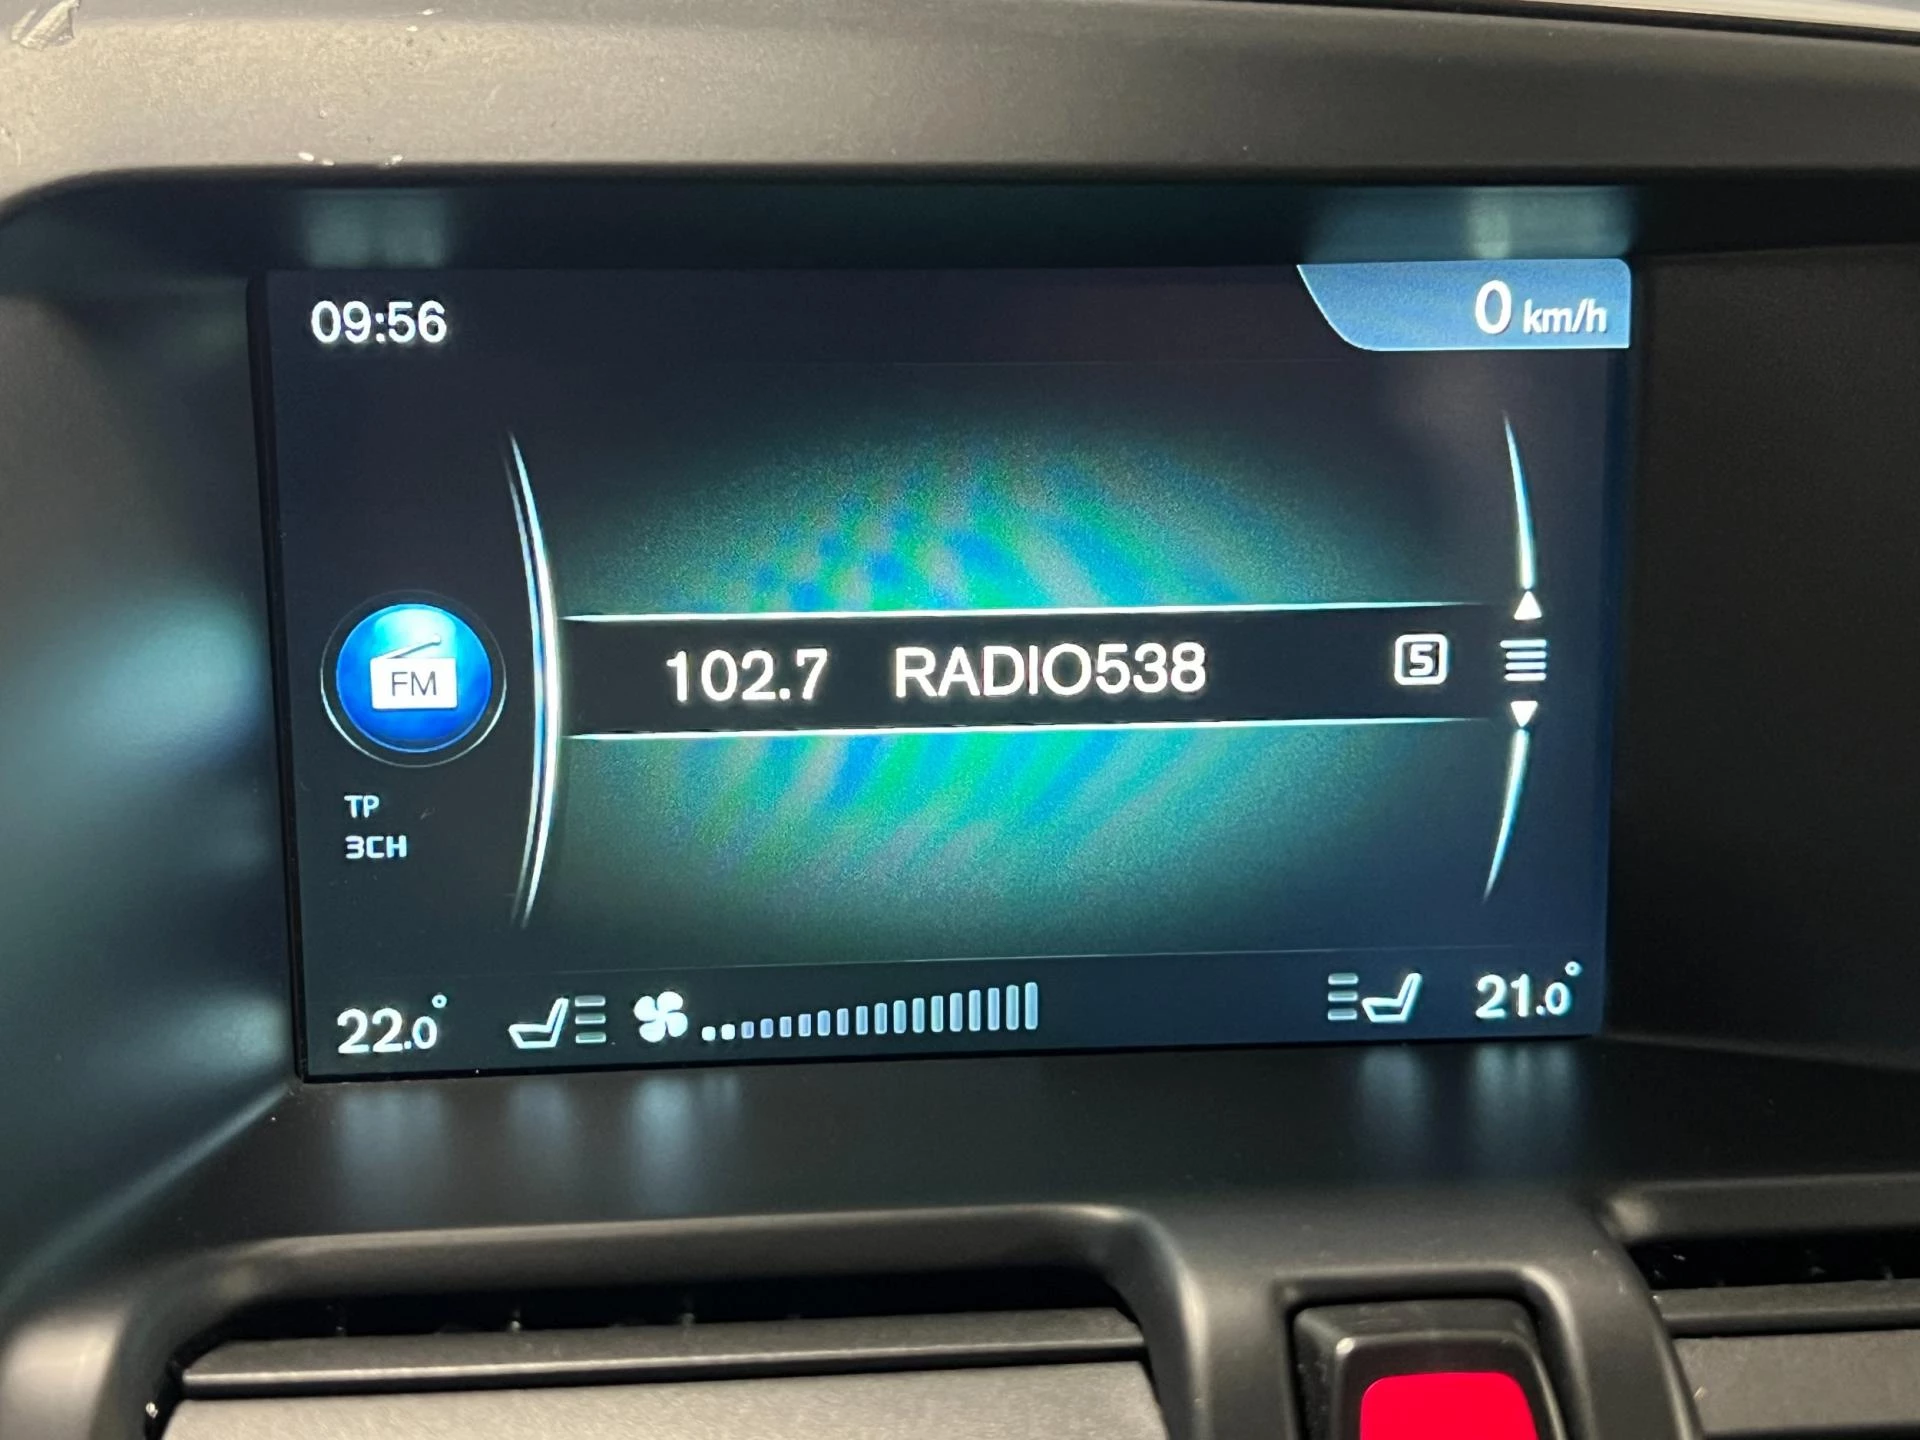 09:56
0 km/h
FM
102.7 RADIO538 5
TP
3CH
22.0° 21.0°